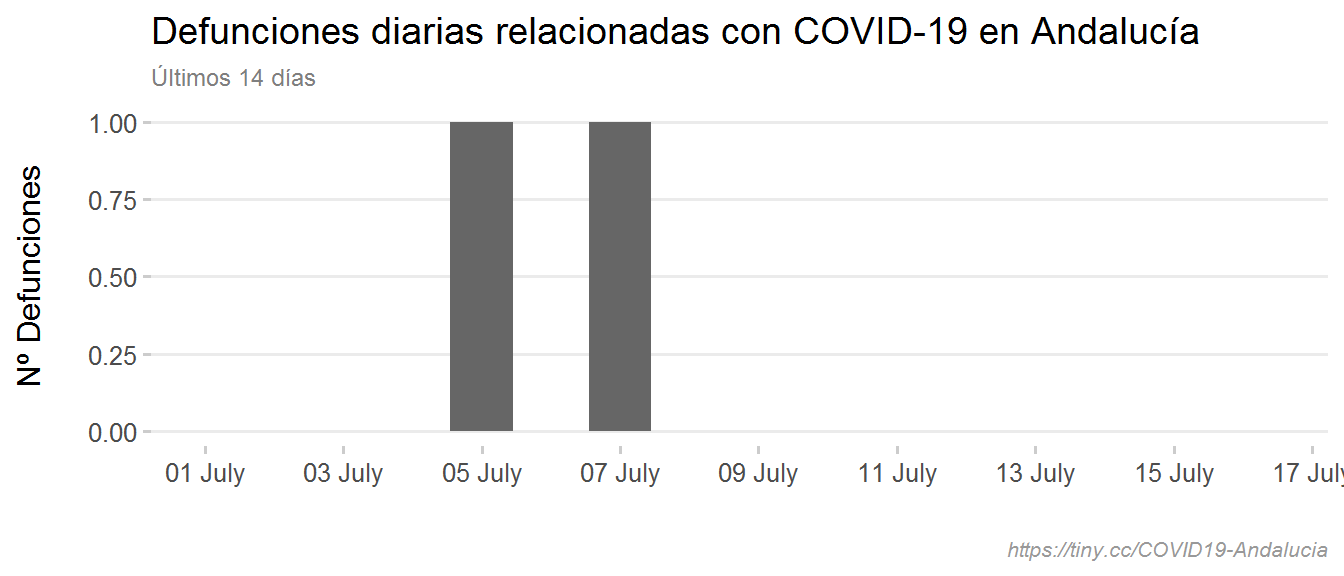 Defunciones diarias relacionadas con COVID-19 en Andalucía
Últimos 14 días
Nº Defunciones
1.00
0.75
0.50
0.25
0.00
01 July 03 July 05 July 07 July 09 July 11 July 13 July 15 July 17 July
https://tiny.cc/COVID19-Andalucia